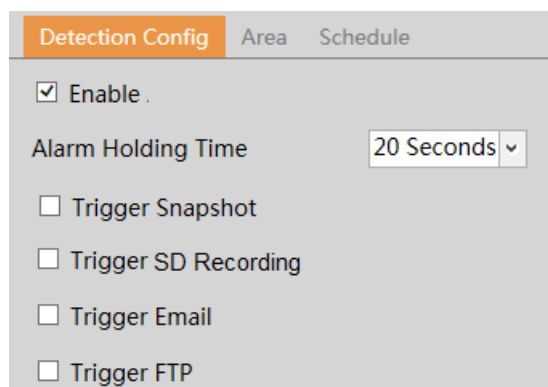 Detection Config Area Schedule
Enable .
Alarm Holding Time 20 Seconds
Trigger Snapshot
Trigger SD Recording
Trigger Email
Trigger FTP